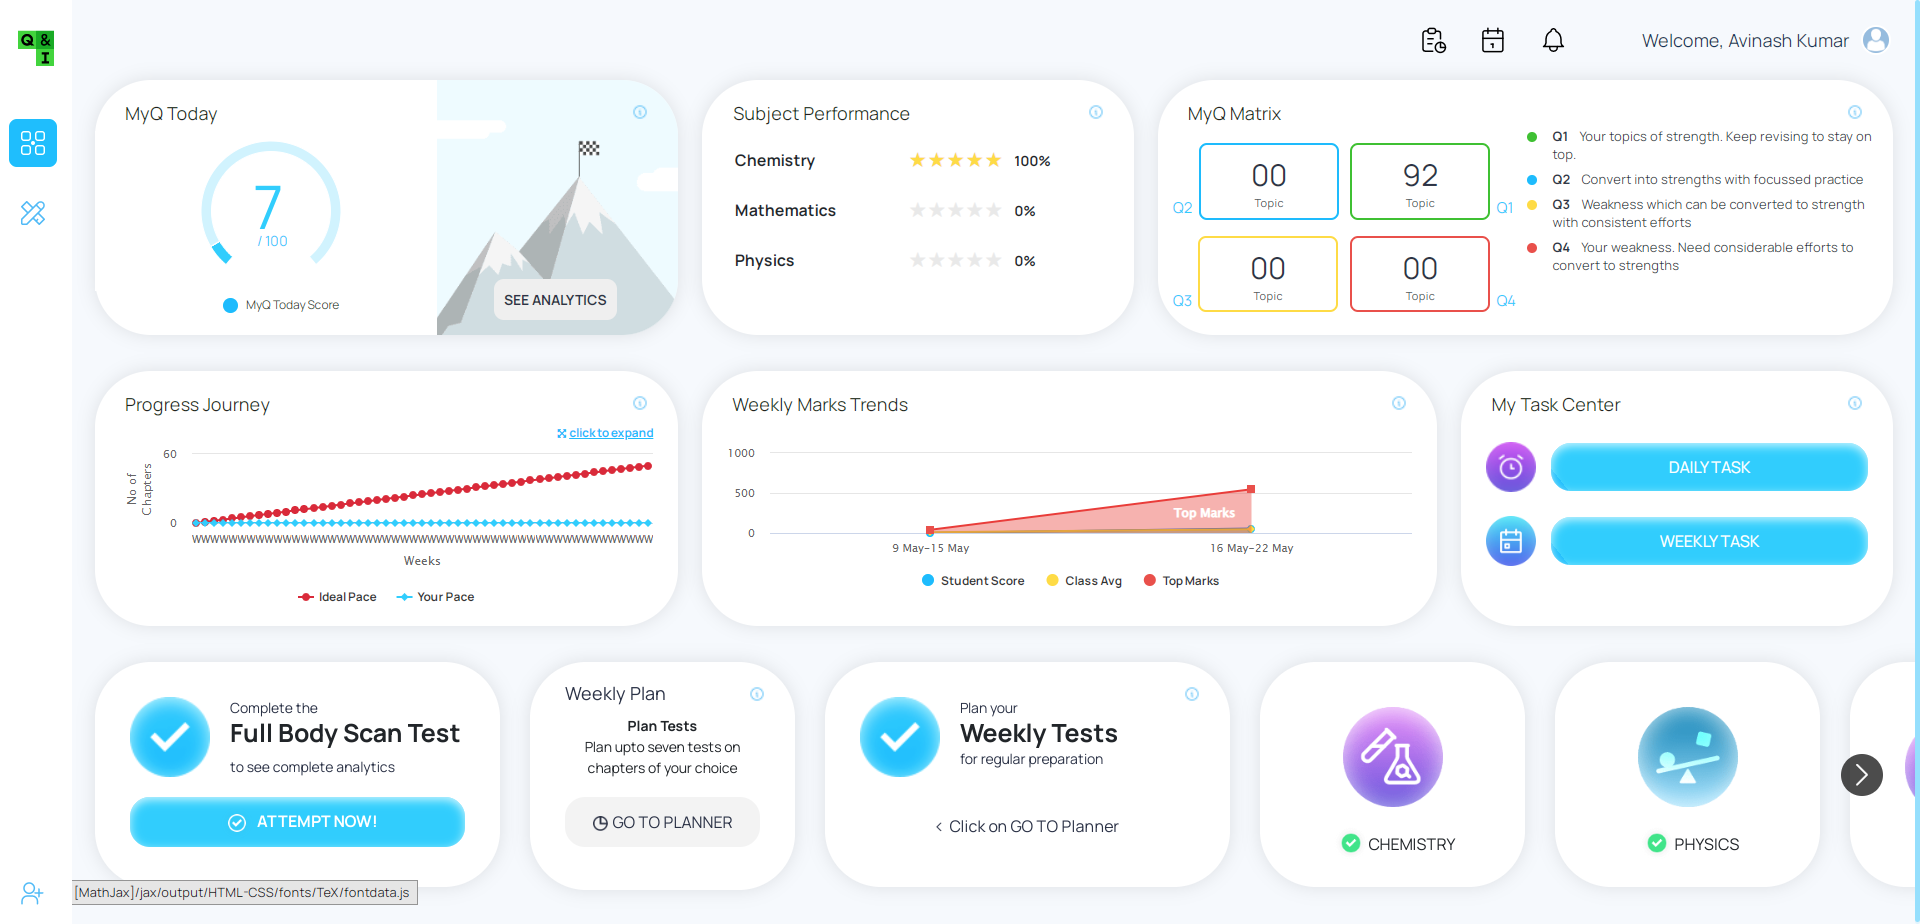 Q &
I
Welcome, Avinash Kumar
MyQ Today
7
/ 100
MyQ Today Score
SEE ANALYTICS
Subject Performance
Chemistry 100%
Mathematics 0%
Physics 0%
MyQ Matrix
Q2
00
Topic
92
Topic
Q1
Q3
00
Topic
00
Topic
Q4
Q1 Your topics of strength. Keep revising to stay on
top.
Q2 Convert into strengths with focussed practice
Q3 Weakness which can be converted to strength
with consistent efforts
Q4 Your weakness. Need considerable efforts to
convert to strengths
Progress Journey
click to expand
No of
Chapters
60
0
Weeks
Ideal Pace Your Pace
Weekly Marks Trends
1000
500
0
Top Marks
9 May-15 May 16 May-22 May
Student Score Class Avg Top Marks
My Task Center
DAILY TASK
WEEKLY TASK
Complete the
Full Body Scan Test
to see complete analytics
ATTEMPT NOW!
Weekly Plan
Plan Tests
Plan upto seven tests on
chapters of your choice
GO TO PLANNER
Plan your
Weekly Tests
for regular preparation
< Click on GO TO Planner
CHEMISTRY
PHYSICS
[MathJax]/jax/output/HTML-CSS/fonts/TeX/fontdata.js